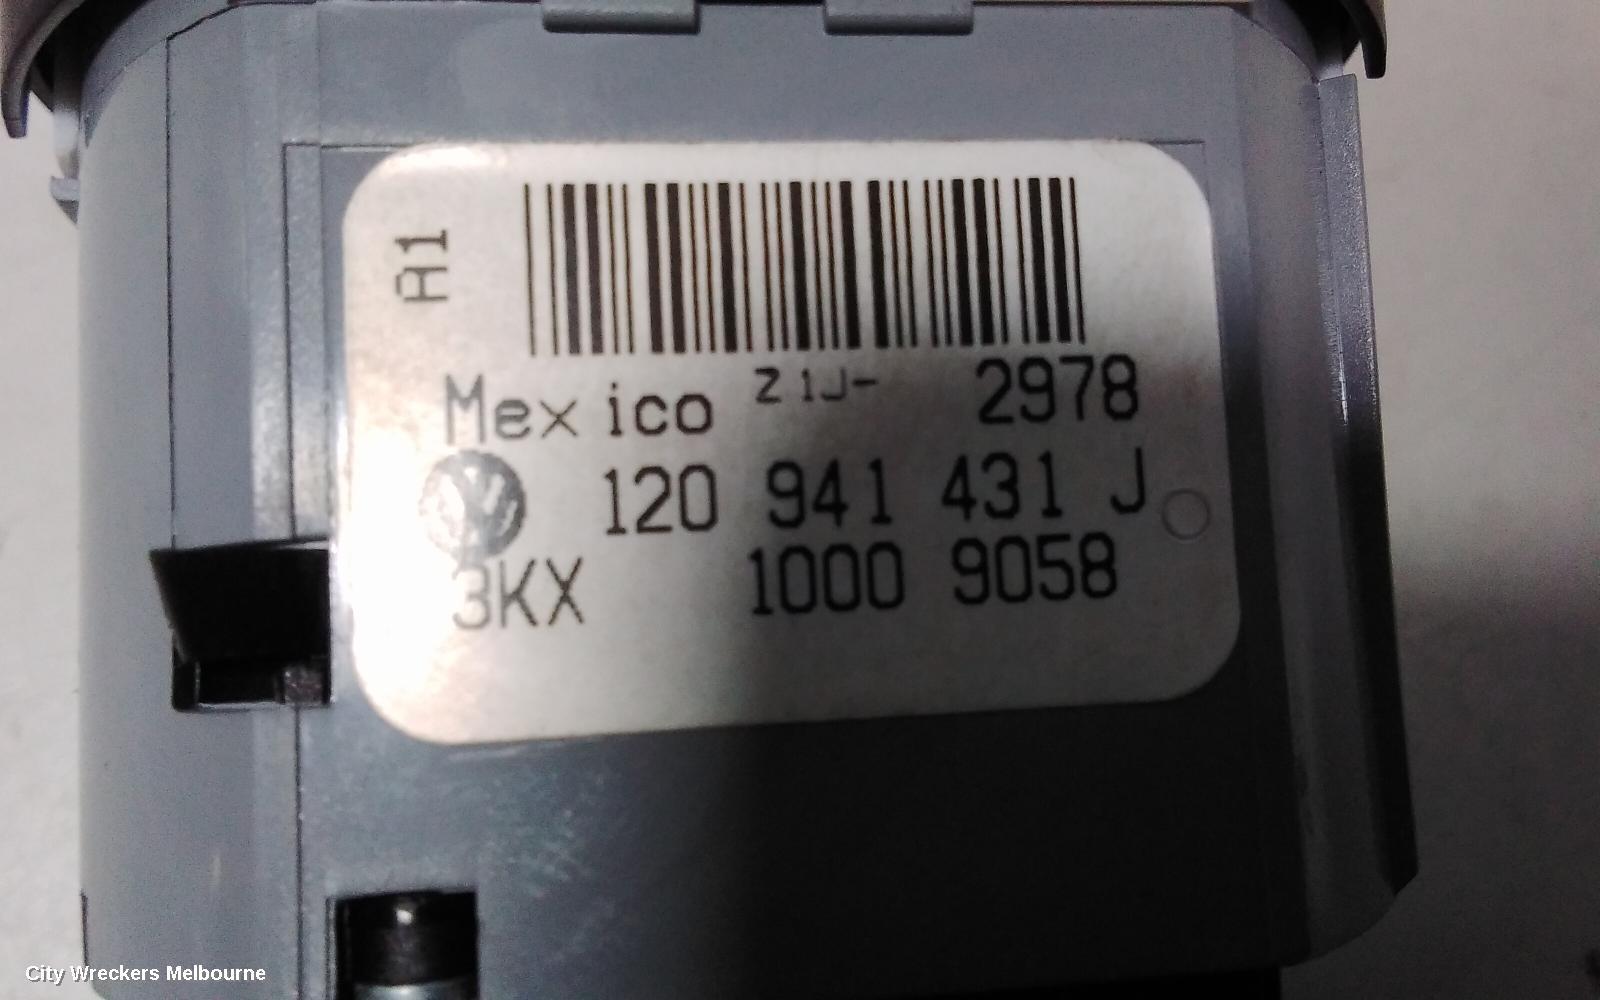 A1
Mexico Z1J- 2978
120 941 431 J
3KX 1000 9058
City Wreckers Melbourne